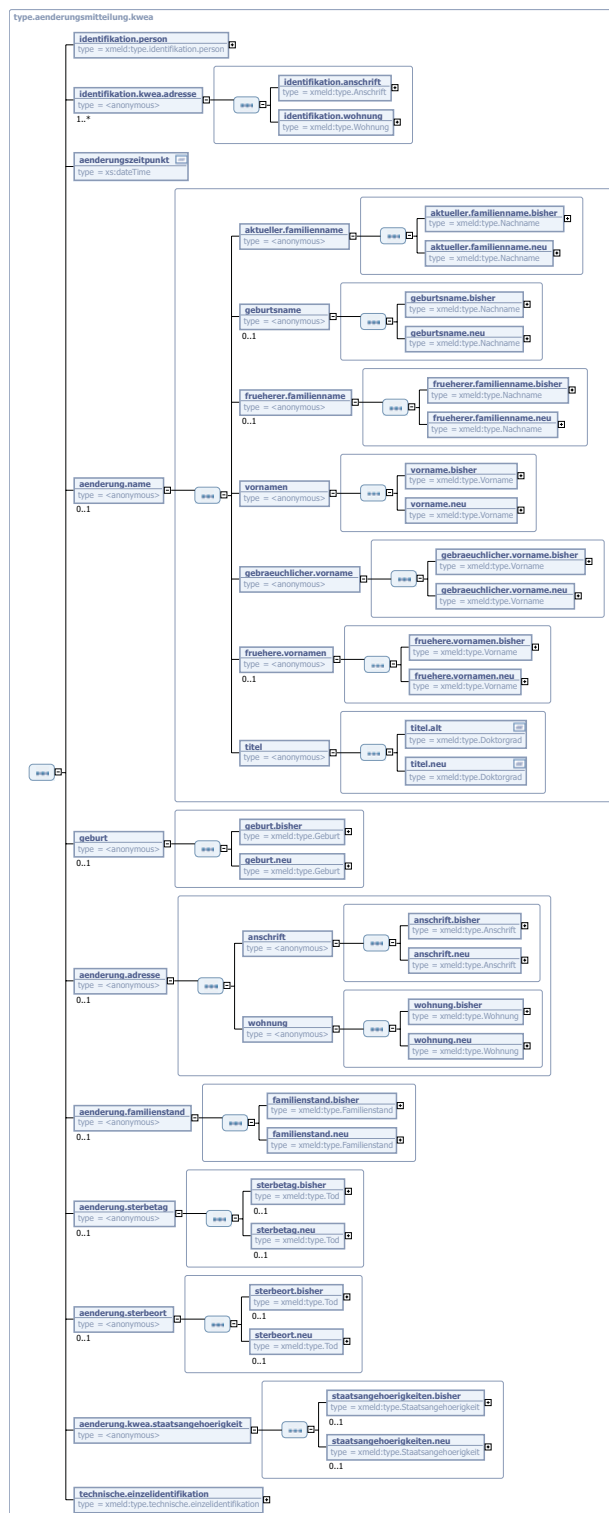 type.aenderungsmitteilung.kwea
identifikation.person
type = xmeld:type.identifikation.person
identifikation.kwea.adresse
type = <anonymous>
1..*
identifikation.anschrift
type = xmeld:type.Anschrift
identifikation.wohnung
type = xmeld:type.Wohnung
aenderungszeitpunkt
type = xs:dateTime
aenderung.name
type = <anonymous>
0..1
aktueller.familienname
type = <anonymous>
aktueller.familienname.bisher
type = xmeld:type.Nachname
aktueller.familienname.neu
type = xmeld:type.Nachname
geburtsname
type = <anonymous>
0..1
geburtsname.bisher
type = xmeld:type.Nachname
geburtsname.neu
type = xmeld:type.Nachname
frueherer.familienname
type = <anonymous>
0..1
frueherer.familienname.bisher
type = xmeld:type.Nachname
frueherer.familienname.neu
type = xmeld:type.Nachname
vornamen
type = <anonymous>
vorname.bisher
type = xmeld:type.Vorname
vorname.neu
type = xmeld:type.Vorname
gebraeuchlicher.vorname
type = <anonymous>
gebraeuchlicher.vorname.bisher
type = xmeld:type.Vorname
gebraeuchlicher.vorname.neu
type = xmeld:type.Vorname
fruehere.vornamen
type = <anonymous>
0..1
fruehere.vornamen.bisher
type = xmeld:type.Vorname
fruehere.vornamen.neu
type = xmeld:type.Vorname
titel
type = <anonymous>
titel.alt
type = xmeld:type.Doktorgrad
titel.neu
type = xmeld:type.Doktorgrad
geburt
type = <anonymous>
0..1
geburt.bisher
type = xmeld:type.Geburt
geburt.neu
type = xmeld:type.Geburt
aenderung.adresse
type = <anonymous>
0..1
anschrift
type = <anonymous>
anschrift.bisher
type = xmeld:type.Anschrift
anschrift.neu
type = xmeld:type.Anschrift
wohnung
type = <anonymous>
wohnung.bisher
type = xmeld:type.Wohnung
wohnung.neu
type = xmeld:type.Wohnung
aenderung.familienstand
type = <anonymous>
0..1
familienstand.bisher
type = xmeld:type.Familienstand
familienstand.neu
type = xmeld:type.Familienstand
aenderung.sterbetag
type = <anonymous>
0..1
sterbetag.bisher
type = xmeld:type.Tod
0..1
sterbetag.neu
type = xmeld:type.Tod
0..1
aenderung.sterbeort
type = <anonymous>
0..1
sterbeort.bisher
type = xmeld:type.Tod
0..1
sterbeort.neu
type = xmeld:type.Tod
0..1
aenderung.kwea.staatsangehoerigkeit
type = <anonymous>
staatsangehoerigkeiten.bisher
type = xmeld:type.Staatsangehoerigkeit
0..1
staatsangehoerigkeiten.neu
type = xmeld:type.Staatsangehoerigkeit
0..1
technische.einzelidentifikation
type = xmeld:type.technische.einzelidentifikation